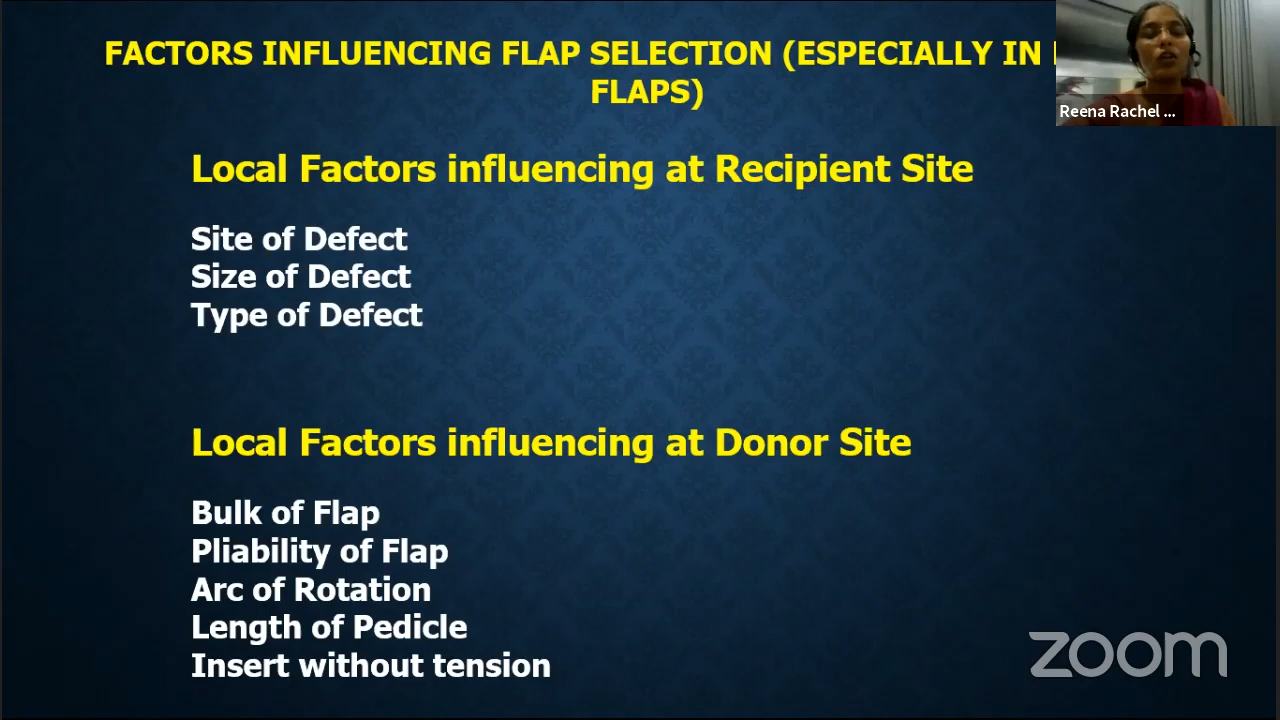 FACTORS INFLUENCING FLAP SELECTION (ESPECIALLY IN
FLAPS)
Reena Rachel ...
Local Factors influencing at Recipient Site
Site of Defect
Size of Defect
Type of Defect
Local Factors influencing at Donor Site
Bulk of Flap
Pliability of Flap
Arc of Rotation
Length of Pedicle
Insert without tension
zoom